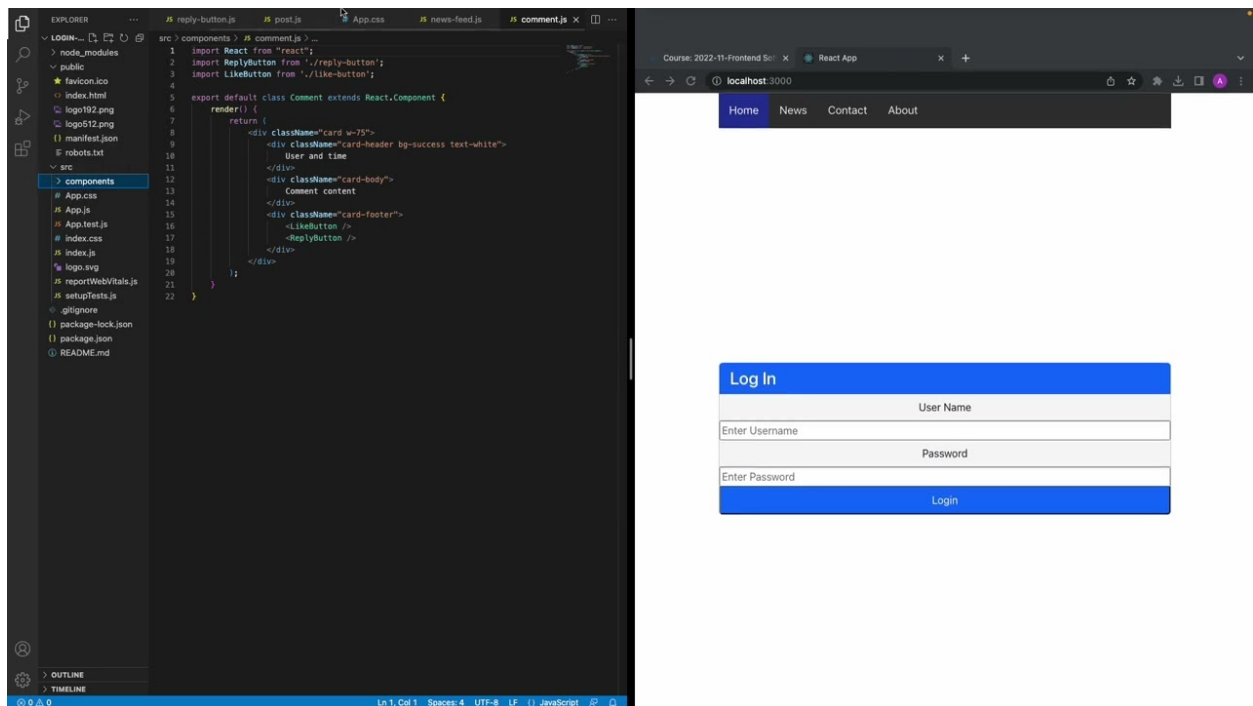 EXPLORER
LOGIN-...
node_modules
public
favicon.ico
index.html
logo192.png
logo512.png
manifest.json
robots.txt
src
components
App.css
App.js
App.test.js
index.css
index.js
logo.svg
reportWebVitals.js
setupTests.js
.gitignore
package-lock.json
package.json
README.md
OUTLINE
TIMELINE
JS reply-button.js JS post.js # App.css JS news-feed.js JS comment.js
src > components > JS comment.js > ...
1 import React from "react";
2 import ReplyButton from './reply-button';
3 import LikeButton from './like-button';
4
5 export default class Comment extends React.Component {
6 render() {
7 return (
8 <div className="card w-75">
9 <div className="card-header bg-success text-white">
10 User and time
11 </div>
12 <div className="card-body">
13 Comment content
14 </div>
15 <div className="card-footer">
16 <LikeButton />
17 <ReplyButton />
18 </div>
19 </div>
20 );
21 }
22 }
0 0 Ln 1, Col 1 Spaces: 4 UTF-8 LF {} JavaScript
Course: 2022-11-Frontend React App
localhost:3000 A
Home News Contact About
Log In
User Name
Enter Username
Password
Enter Password
Login